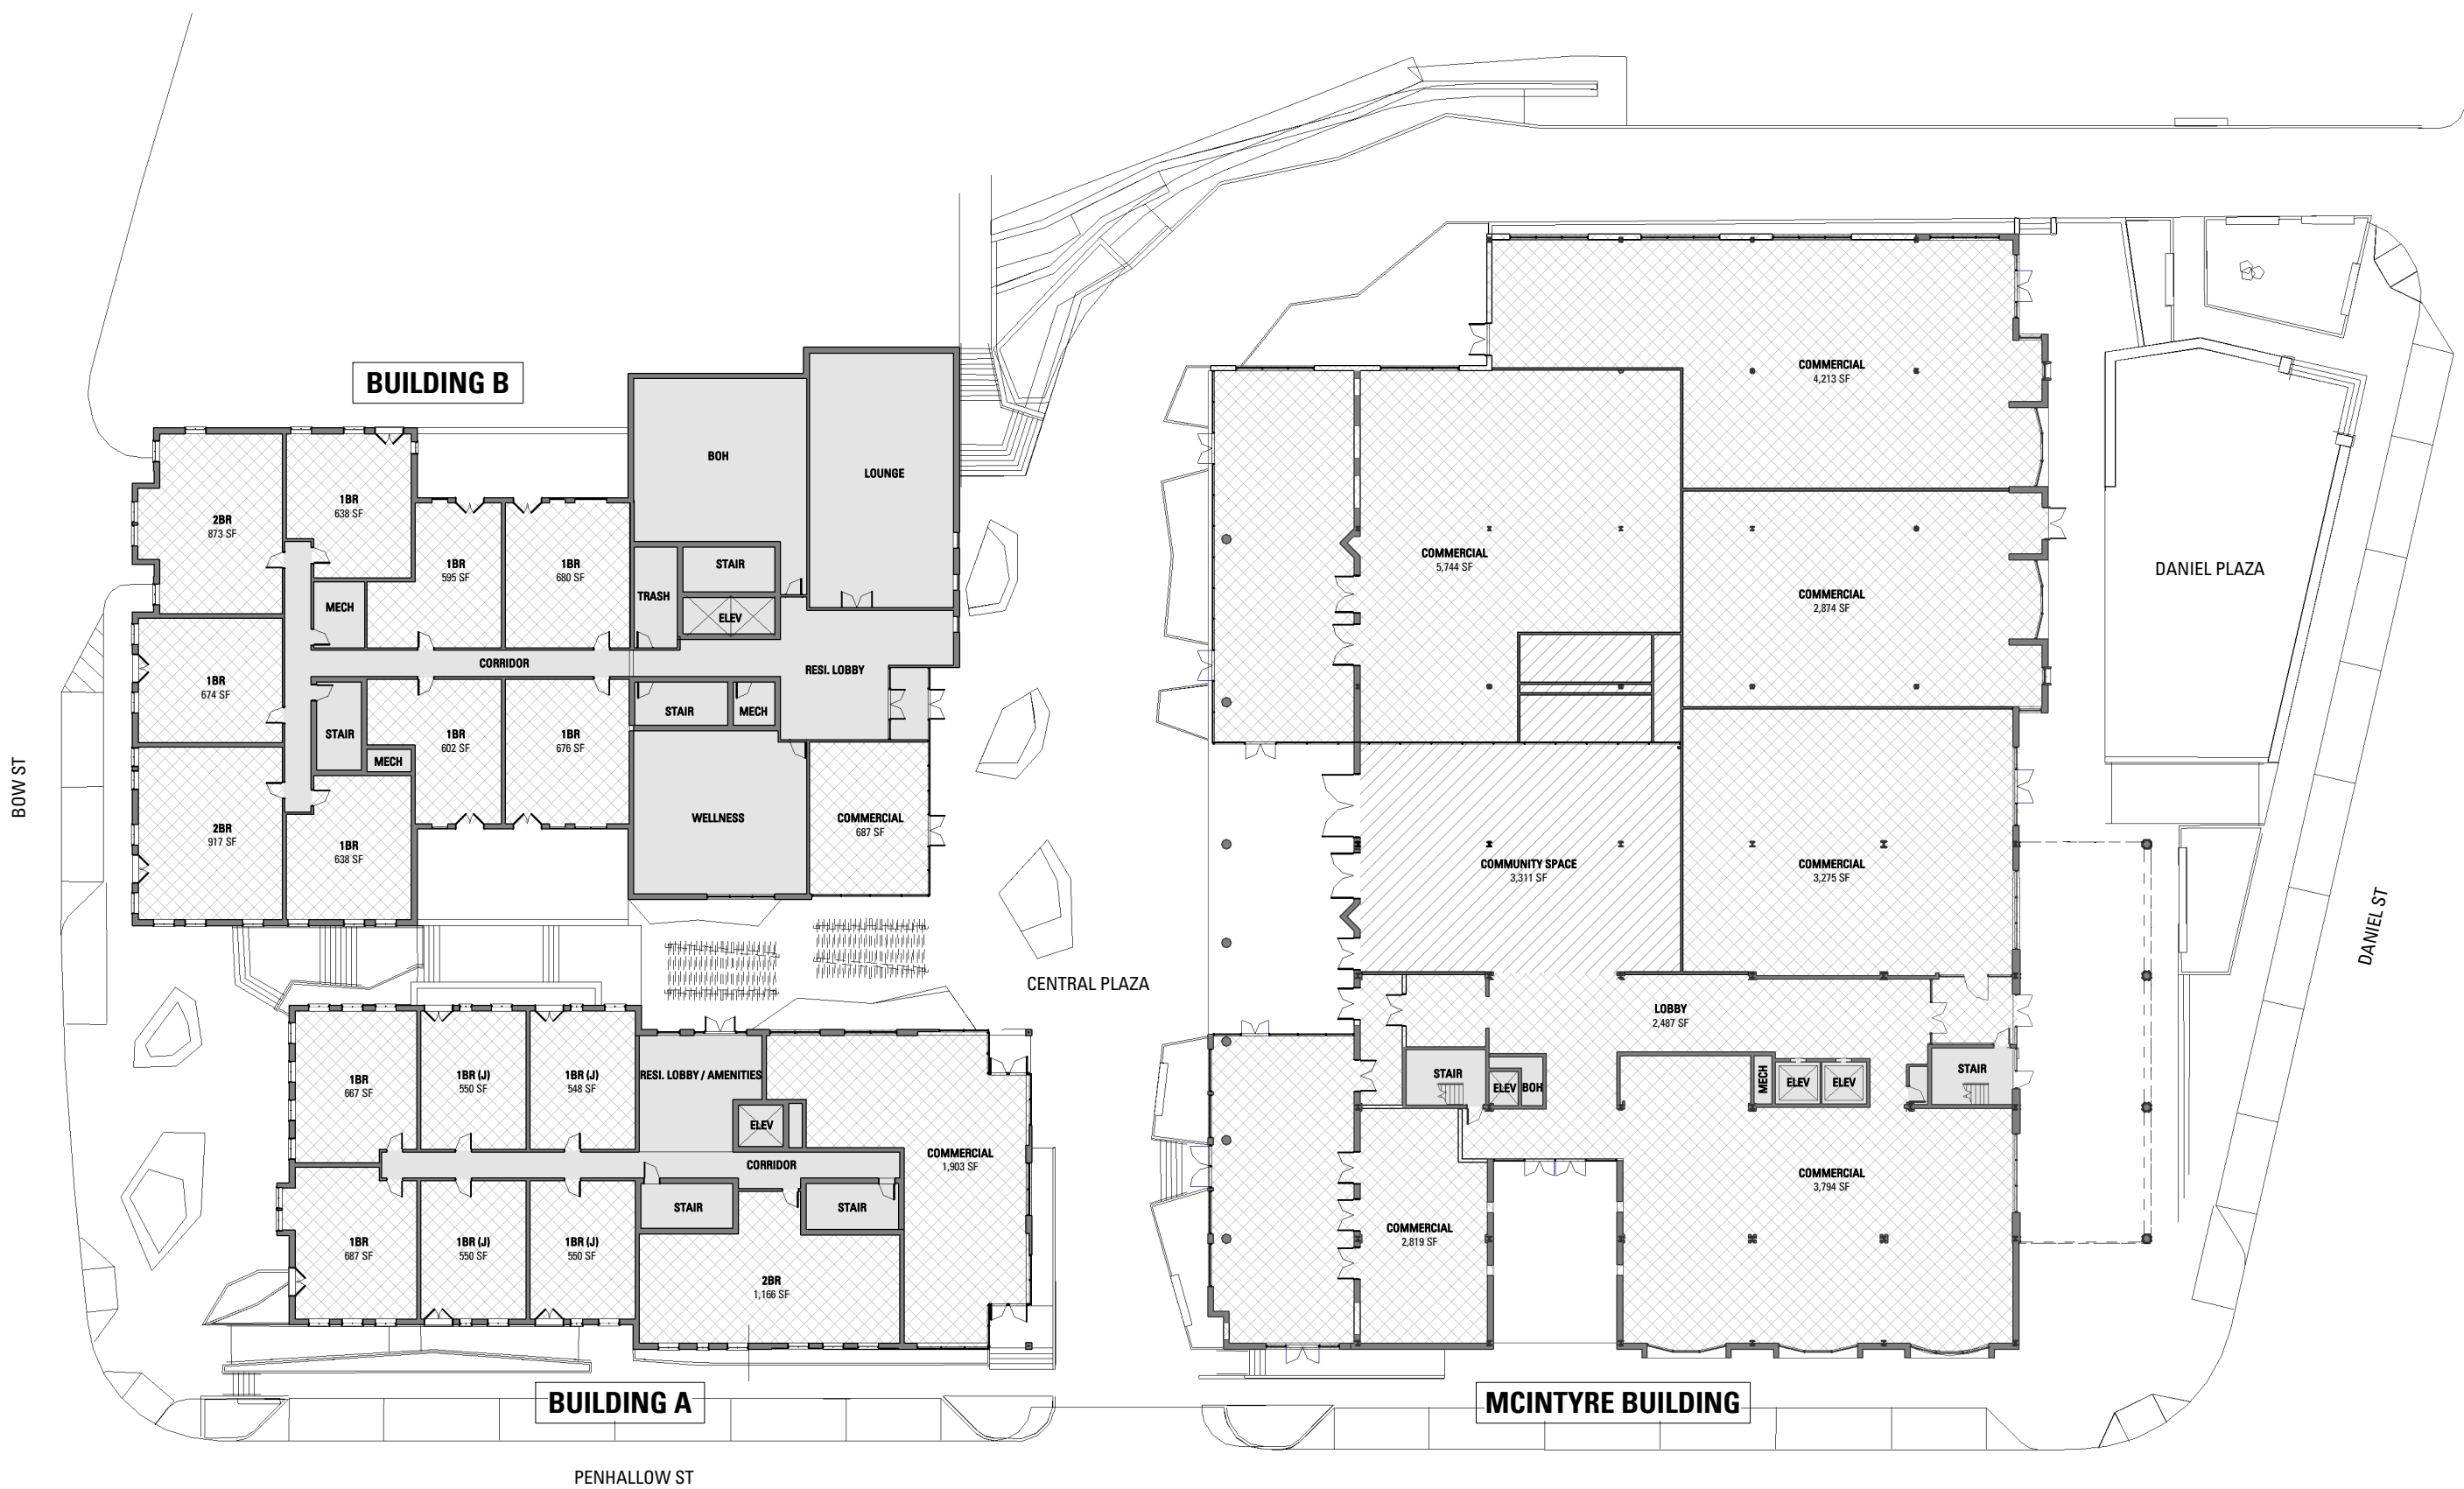 BUILDING B
BOH
LOUNGE
2BR
873 SF
1BR
638 SF
1BR
595 SF
1BR
680 SF
STAIR
TRASH
ELEV
MECH
CORRIDOR
RESI. LOBBY
1BR
674 SF
STAIR
MECH
STAIR
1BR
602 SF
1BR
676 SF
MECH
2BR
917 SF
1BR
638 SF
WELLNESS
COMMERCIAL
687 SF
BOW ST
CENTRAL PLAZA
1BR
667 SF
1BR (J)
550 SF
1BR (J)
548 SF
RESI. LOBBY / AMENITIES
ELEV
CORRIDOR
COMMERCIAL
1,903 SF
STAIR
STAIR
1BR
687 SF
1BR (J)
550 SF
1BR (J)
550 SF
2BR
1,166 SF
BUILDING A
PENHALLOW ST
COMMERCIAL
4,213 SF
COMMERCIAL
5,744 SF
COMMERCIAL
2,874 SF
DANIEL PLAZA
COMMUNITY SPACE
3,311 SF
COMMERCIAL
3,275 SF
DANIEL ST
LOBBY
2,487 SF
STAIR
ELEV
BOH
MECH
ELEV
ELEV
STAIR
COMMERCIAL
2,819 SF
COMMERCIAL
3,794 SF
MCINTYRE BUILDING